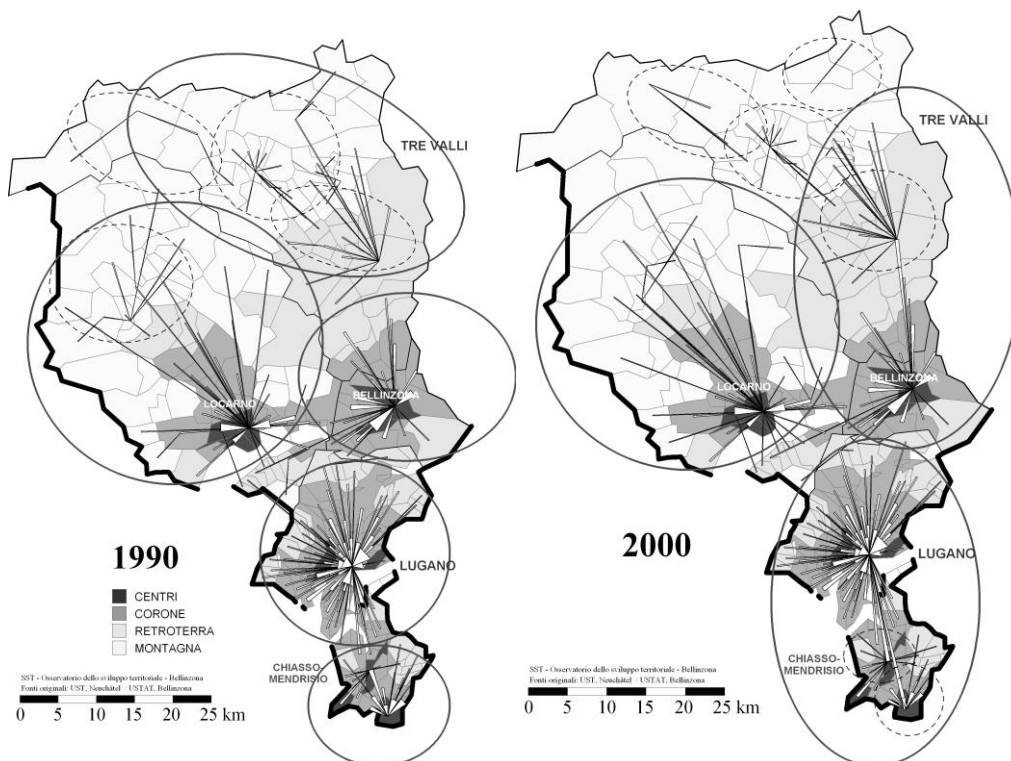 TRE VALLI
LOCARNO
BELLINZONA
1990
LUGANO
CENTRI
CORONE
RETROTERRA
MONTAGNA
CHIASSO-
MENDRISIO
SST - Osservatorio dello sviluppo territoriale - Bellinzona
Fonti originali: UST, Neuchâtel / USTAT, Bellinzona
0 5 10 15 20 25 km
TRE VALLI
LOCARNO
BELLINZONA
2000
LUGANO
CHIASSO-
MENDRISIO
SST - Osservatorio dello sviluppo territoriale - Bellinzona
Fonti originali: UST, Neuchâtel / USTAT, Bellinzona
0 5 10 15 20 25 km